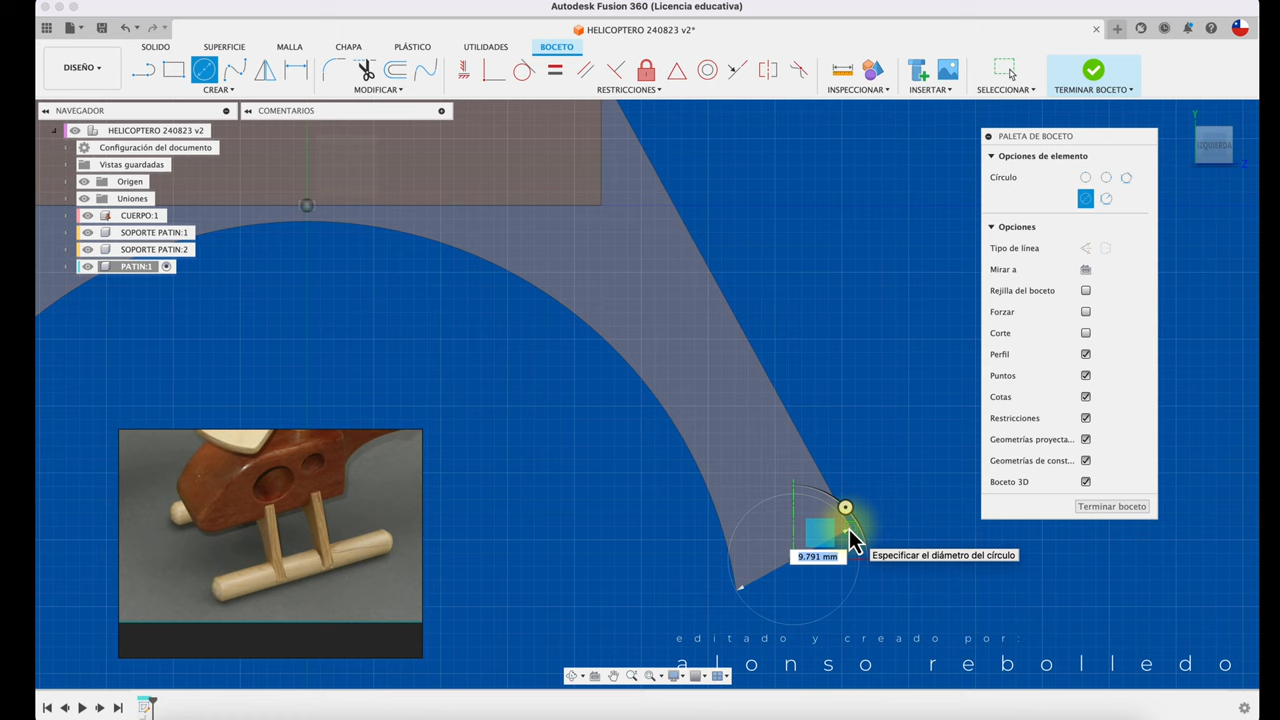 Autodesk Fusion 360 (Licencia educativa)
HELICOPTERO 240823 v2*
DISEÑO
SÓLIDO
SUPERFICIE
MALLA
CHAPA
PLÁSTICO
UTILIDADES
BOCETO
CREAR
MODIFICAR
RESTRICCIONES
INSPECCIONAR
INSERTAR
SELECCIONAR
TERMINAR BOCETO
NAVEGADOR
COMENTARIOS
HELICOPTERO 240823 v2
Configuración del documento
Vistas guardadas
Origen
Uniones
CUERPO:1
SOPORTE PATIN:1
SOPORTE PATIN:2
PATIN:1
PALETA DE BOCETO
Opciones de elemento
Círculo
Opciones
Tipo de línea
Mirar a
Rejilla del boceto
Forzar
Corte
Perfil
Puntos
Cotas
Restricciones
Geometrías proyecta...
Geometrías de const...
Boceto 3D
Terminar boceto
Y
IZQUIERDA
Z
9.791 mm
Especificar el diámetro del círculo
editado y creado por:
alonso rebolledo